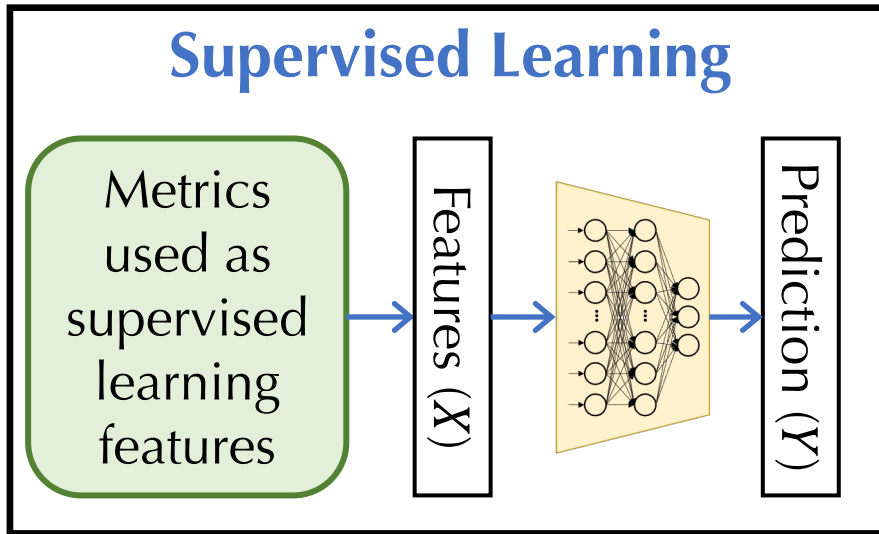 Supervised Learning
Metrics
used as
supervised
learning
features
Features (X)
...
...
Prediction (Y)